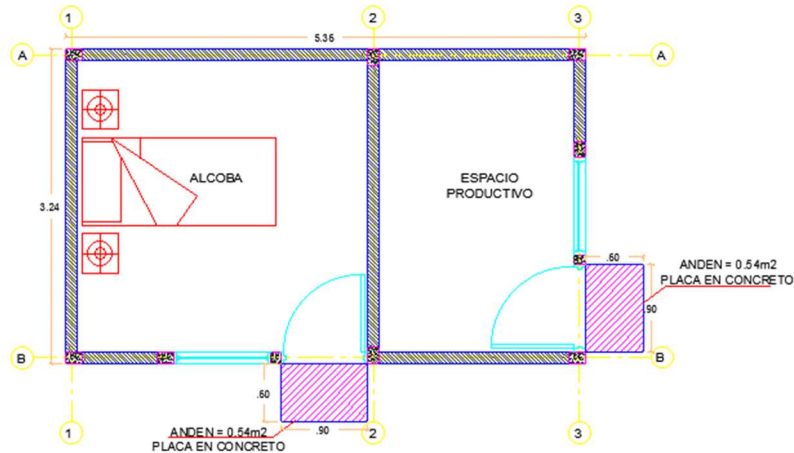 1
2
3
5.36
A
A
ALCOBA
ESPACIO
PRODUCTIVO
3.24
.60
ANDEN = 0.54m2
PLACA EN CONCRETO
.90
B
B
.60
.90
ANDEN = 0.54m2
PLACA EN CONCRETO
1
2
3